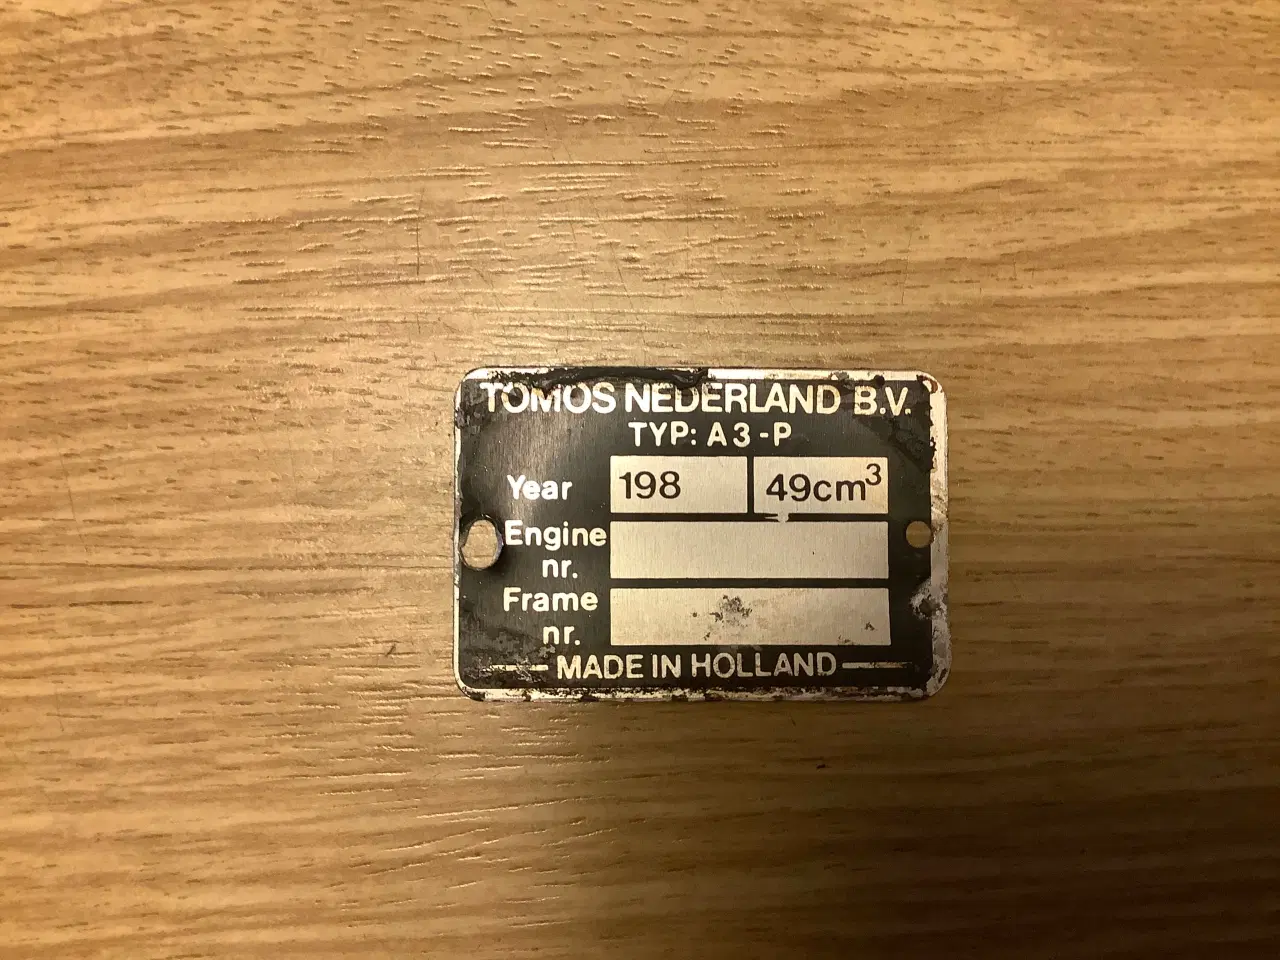 TOMOS NEDERLAND B.V.
TYP: A3-P
Year 198 49cm³
Engine nr.
Frame nr.
MADE IN HOLLAND